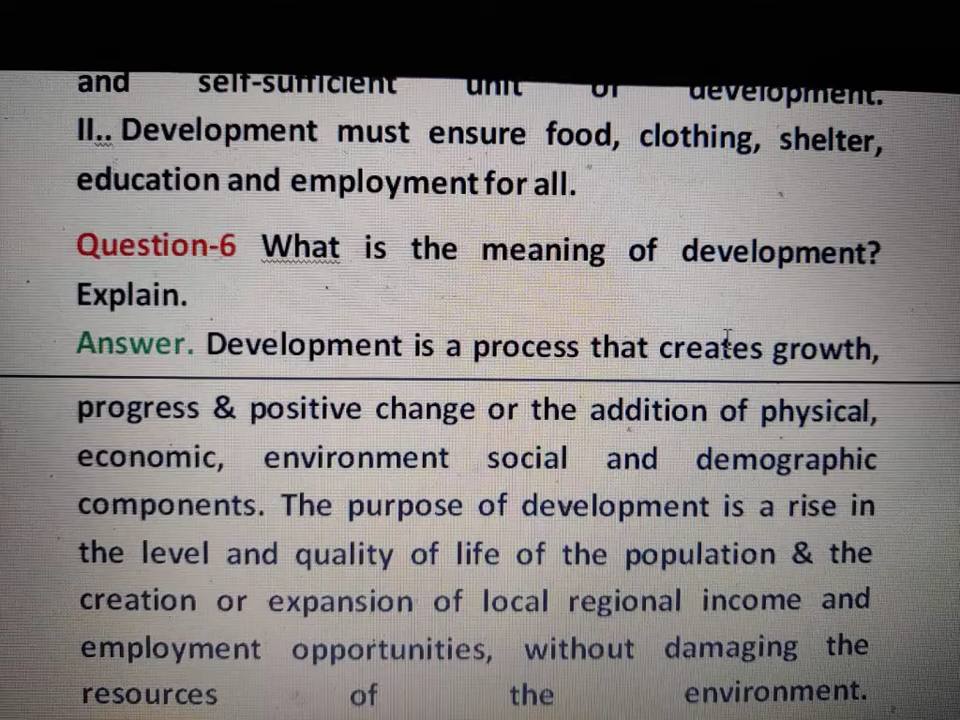 and self-sufficient unit of development.
II.. Development must ensure food, clothing, shelter,
education and employment for all.
Question-6 What is the meaning of development?
Explain.
Answer. Development is a process that creates growth,
progress & positive change or the addition of physical,
economic, environment social and demographic
components. The purpose of development is a rise in
the level and quality of life of the population & the
creation or expansion of local regional income and
employment opportunities, without damaging the
resources of the environment.